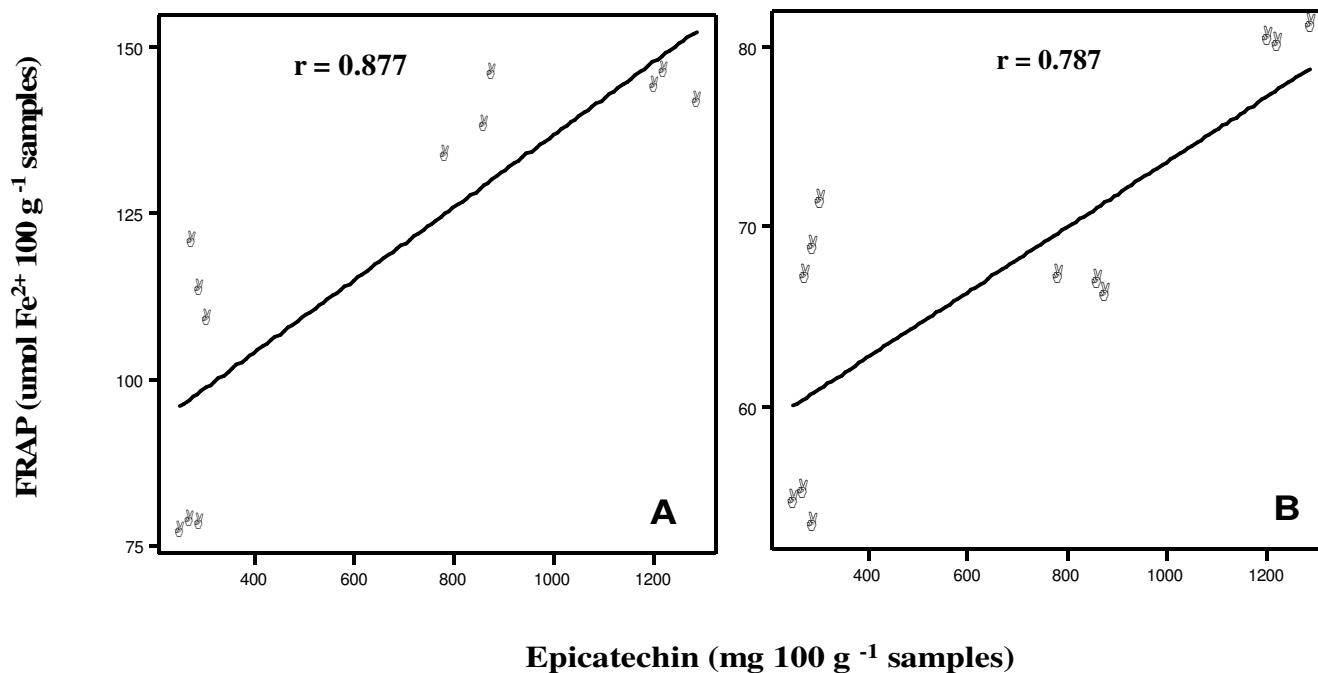 FRAP (umol Fe²⁺ 100 g ⁻¹ samples)
150
125
100
75
r = 0.877
A
400 600 800 1000 1200
80
70
60
r = 0.787
B
400 600 800 1000 1200
Epicatechin (mg 100 g ⁻¹ samples)